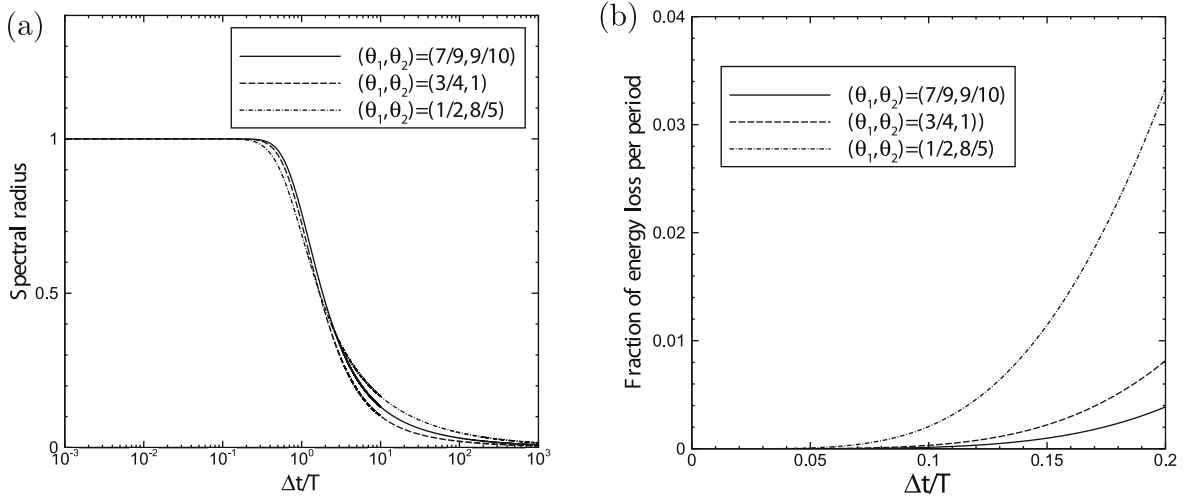 (a)
(θ₁,θ₂)=(7/9,9/10)
(θ₁,θ₂)=(3/4,1)
(θ₁,θ₂)=(1/2,8/5)
Spectral radius
1
0.5
0
10⁻³ 10⁻² 10⁻¹ 10⁰ 10¹ 10² 10³
Δt/T
(b)
(θ₁,θ₂)=(7/9,9/10)
(θ₁,θ₂)=(3/4,1))
(θ₁,θ₂)=(1/2,8/5)
Fraction of energy loss per period
0.04
0.03
0.02
0.01
0
0 0.05 0.1 0.15 0.2
Δt/T